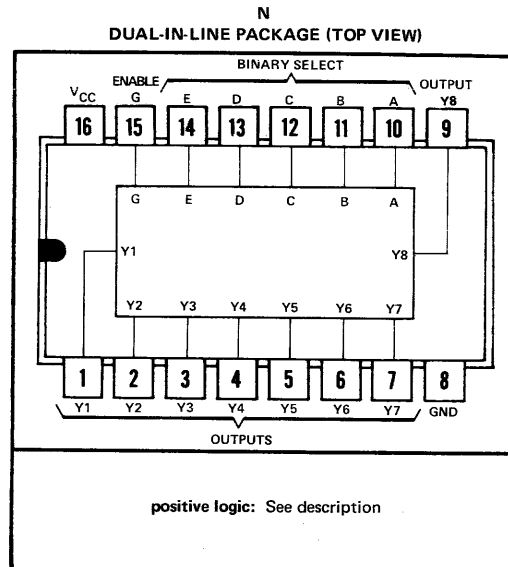 N
DUAL-IN-LINE PACKAGE (TOP VIEW)
BINARY SELECT
ENABLE
OUTPUT
VCC G E D C B A Y8
16 15 14 13 12 11 10 9
G E D C B A
Y1 Y8
Y2 Y3 Y4 Y5 Y6 Y7
1 2 3 4 5 6 7 8
Y1 Y2 Y3 Y4 Y5 Y6 Y7 GND
OUTPUTS
positive logic: See description